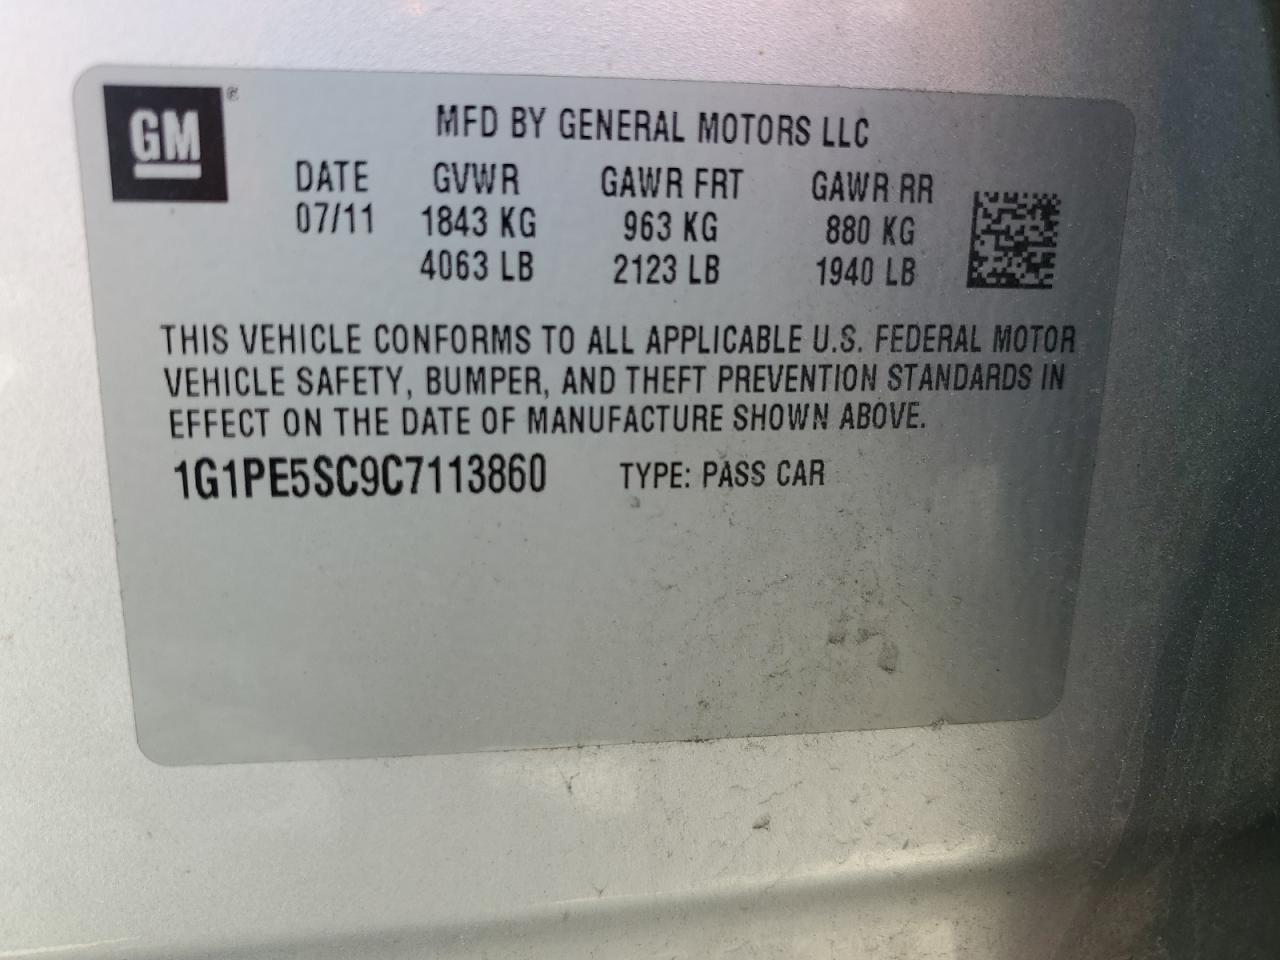 GM ®
MFD BY GENERAL MOTORS LLC
DATE GVWR GAWR FRT GAWR RR
07/11 1843 KG 963 KG 880 KG
4063 LB 2123 LB 1940 LB
THIS VEHICLE CONFORMS TO ALL APPLICABLE U.S. FEDERAL MOTOR
VEHICLE SAFETY, BUMPER, AND THEFT PREVENTION STANDARDS IN
EFFECT ON THE DATE OF MANUFACTURE SHOWN ABOVE.
1G1PE5SC9C7113860 TYPE: PASS CAR